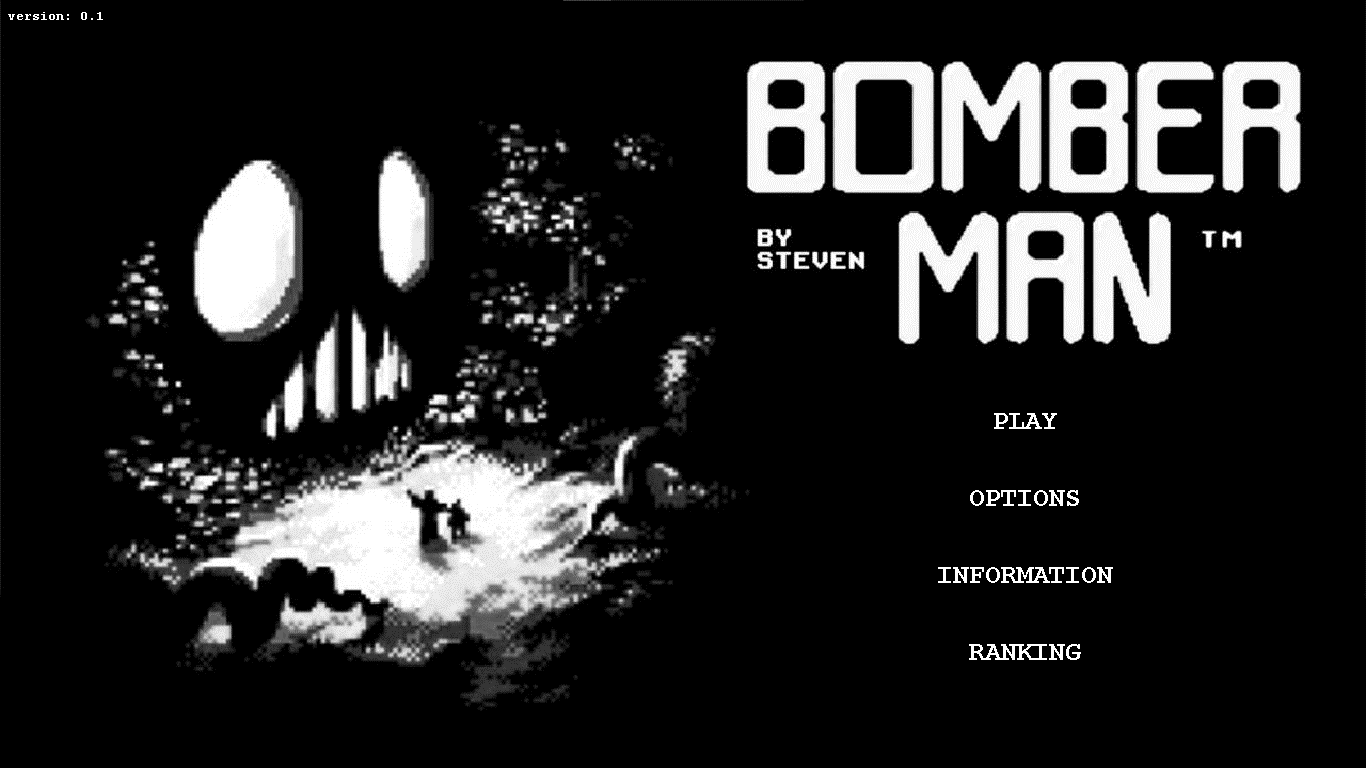 version: 0.1
BOMBER
MAN
BY
STEVEN
TM
PLAY
OPTIONS
INFORMATION
RANKING